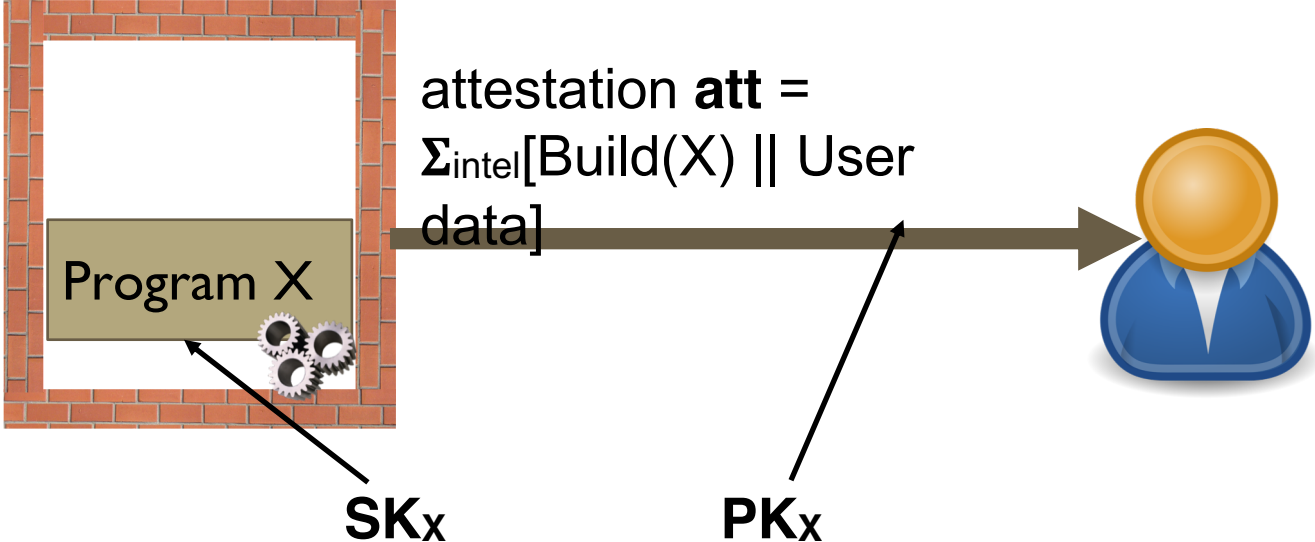 attestation att =
Σintel[Build(X) || User
data]
Program X
SKX
PKX